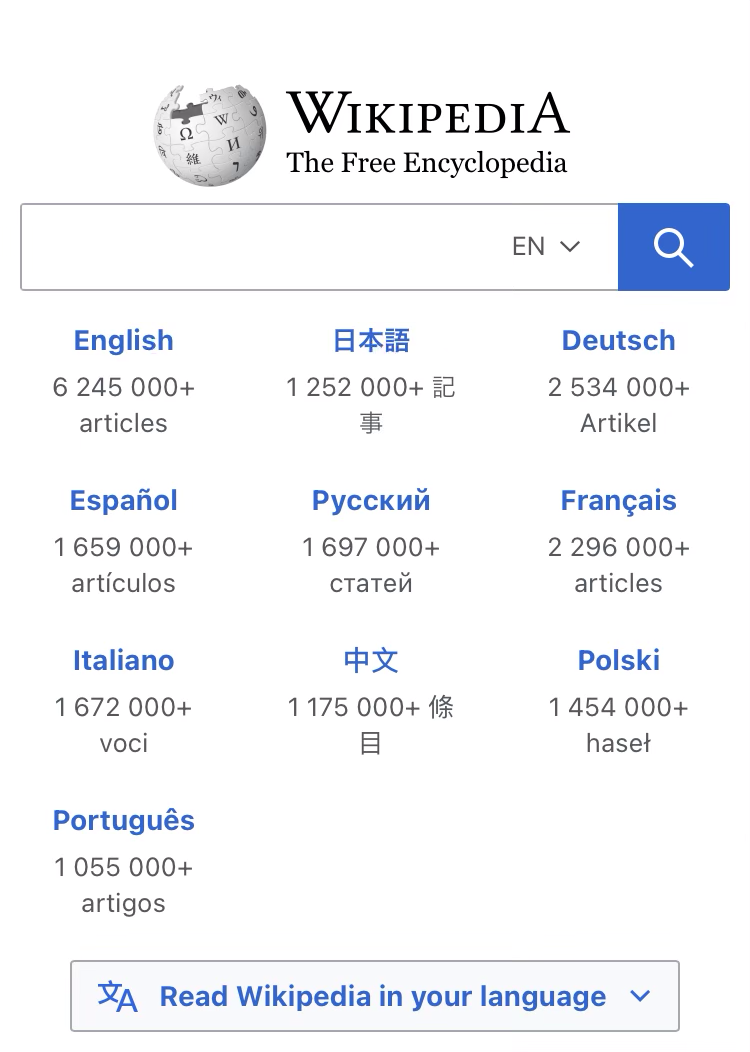 WIKIPEDIA
The Free Encyclopedia
EN
English
6 245 000+
articles
日本語
1 252 000+ 記
事
Deutsch
2 534 000+
Artikel
Español
1 659 000+
artículos
Русский
1 697 000+
статей
Français
2 296 000+
articles
Italiano
1 672 000+
voci
中文
1 175 000+ 條
目
Polski
1 454 000+
haseł
Português
1 055 000+
artigos
Read Wikipedia in your language